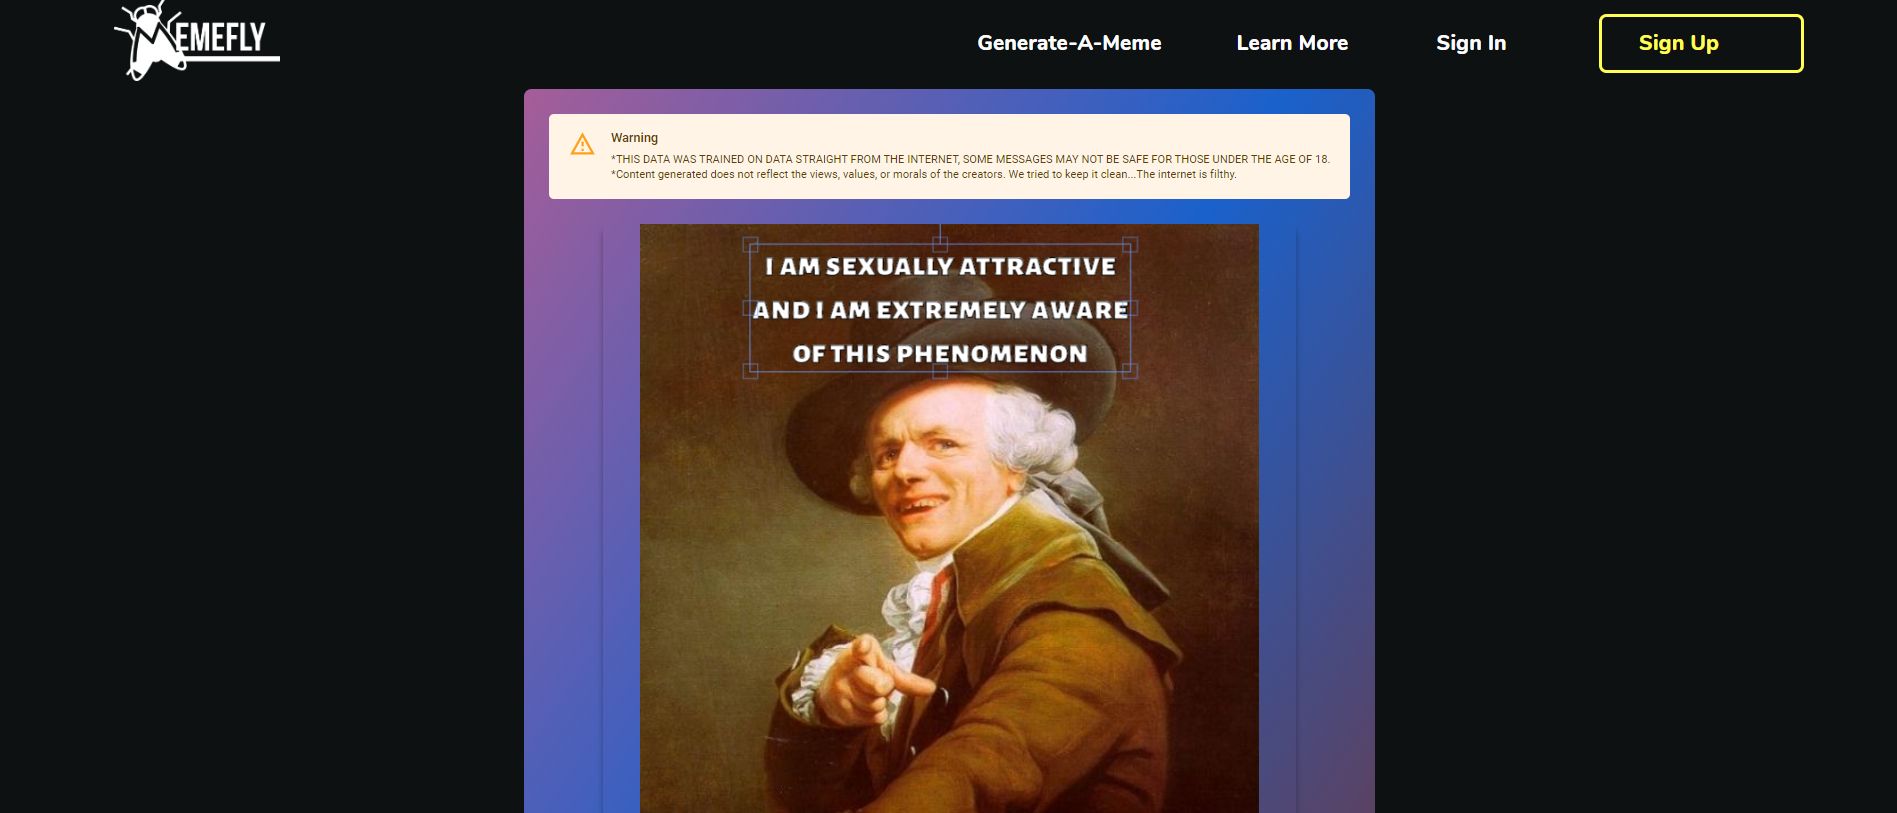 MEMEFLY
Generate-A-Meme
Learn More
Sign In
Sign Up
Warning
*THIS DATA WAS TRAINED ON DATA STRAIGHT FROM THE INTERNET, SOME MESSAGES MAY NOT BE SAFE FOR THOSE UNDER THE AGE OF 18.
*Content generated does not reflect the views, values, or morals of the creators. We tried to keep it clean...The internet is filthy.
I AM SEXUALLY ATTRACTIVE
AND I AM EXTREMELY AWARE
OF THIS PHENOMENON